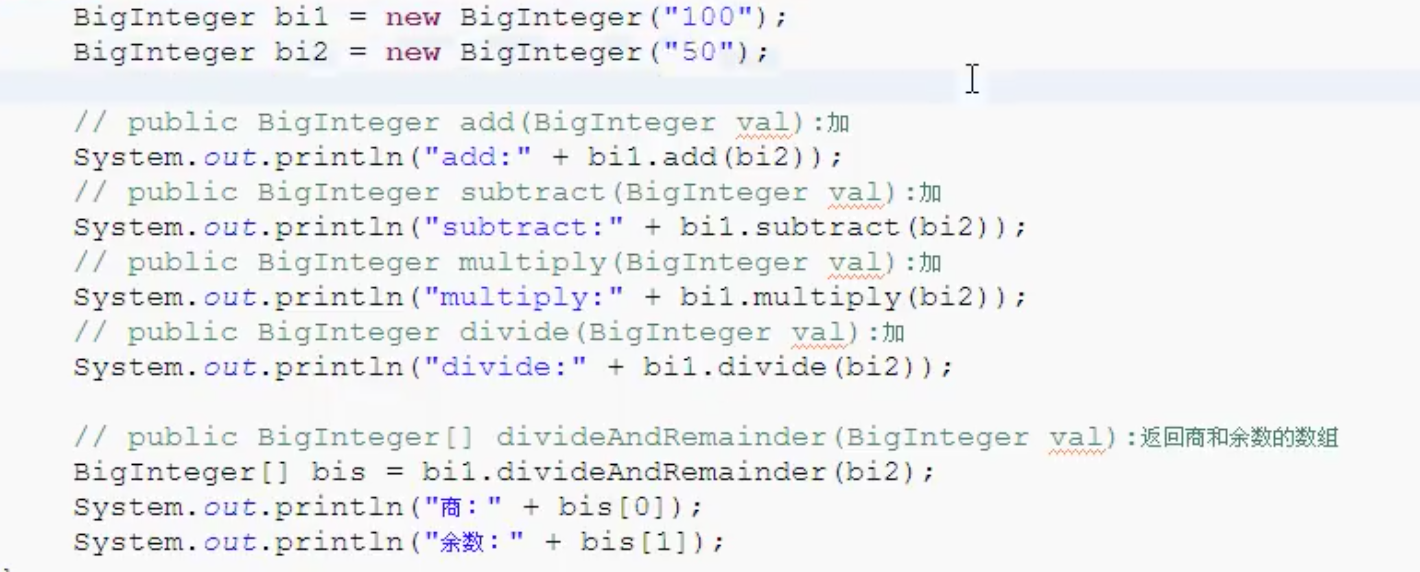 BigInteger bi1 = new BigInteger("100");
BigInteger bi2 = new BigInteger("50");
// public BigInteger add(BigInteger val):加
System.out.println("add:" + bi1.add(bi2));
// public BigInteger subtract(BigInteger val):加
System.out.println("subtract:" + bi1.subtract(bi2));
// public BigInteger multiply(BigInteger val):加
System.out.println("multiply:" + bi1.multiply(bi2));
// public BigInteger divide(BigInteger val):加
System.out.println("divide:" + bi1.divide(bi2));
// public BigInteger[] divideAndRemainder(BigInteger val):返回商和余数的数组
BigInteger[] bis = bi1.divideAndRemainder(bi2);
System.out.println("商：" + bis[0]);
System.out.println("余数：" + bis[1]);